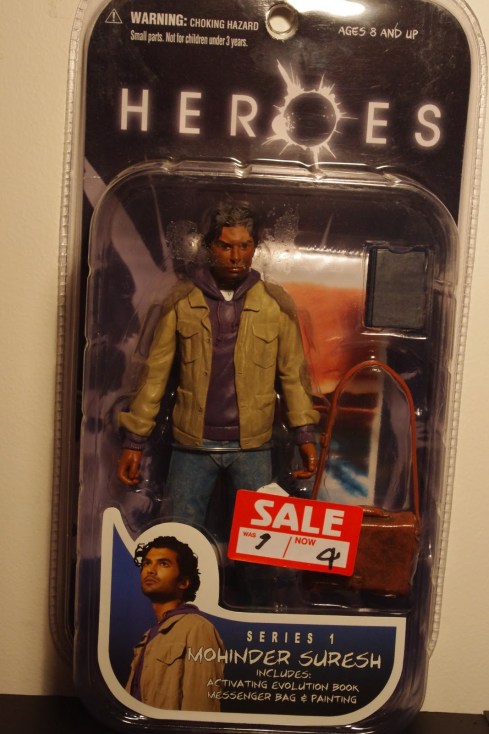 WARNING: CHOKING HAZARD
Small parts. Not for children under 3 years.
AGES 8 AND UP
HEROES
SALE
WAS 9 / NOW 4
SERIES 1
MOHINDER SURESH
INCLUDES:
ACTIVATING EVOLUTION BOOK
MESSENGER BAG & PAINTING